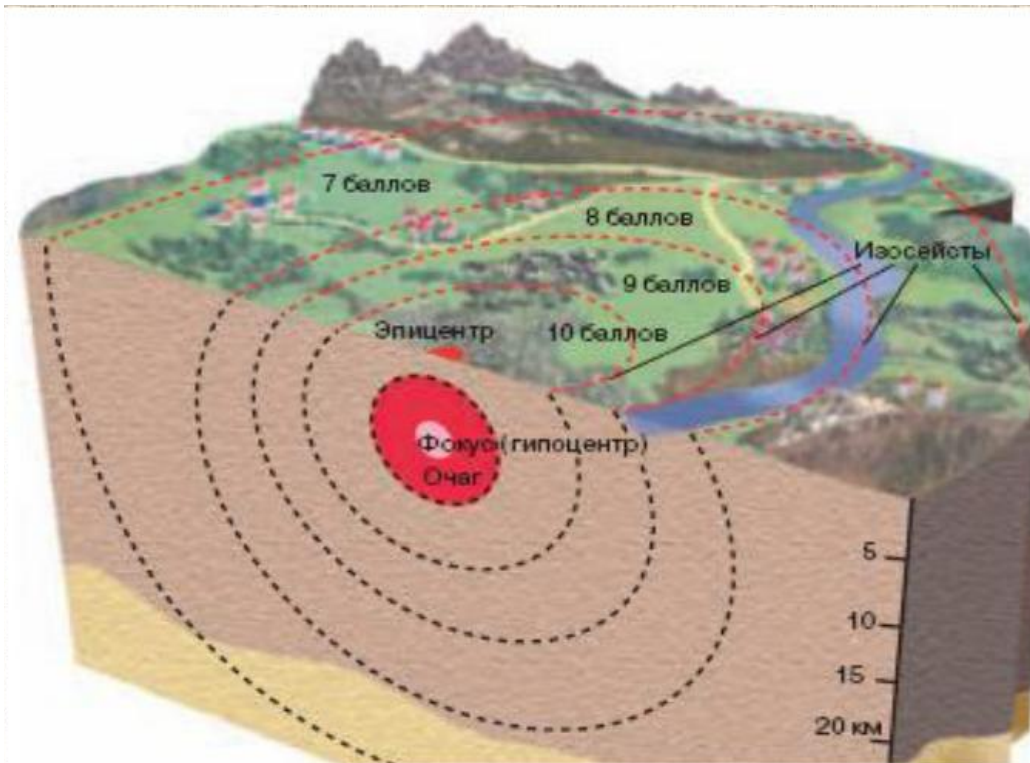 7 баллов
8 баллов
Изосейсты
9 баллов
Эпицентр
10 баллов
Фокус (гипоцентр)
Очаг
5
10
15
20 км